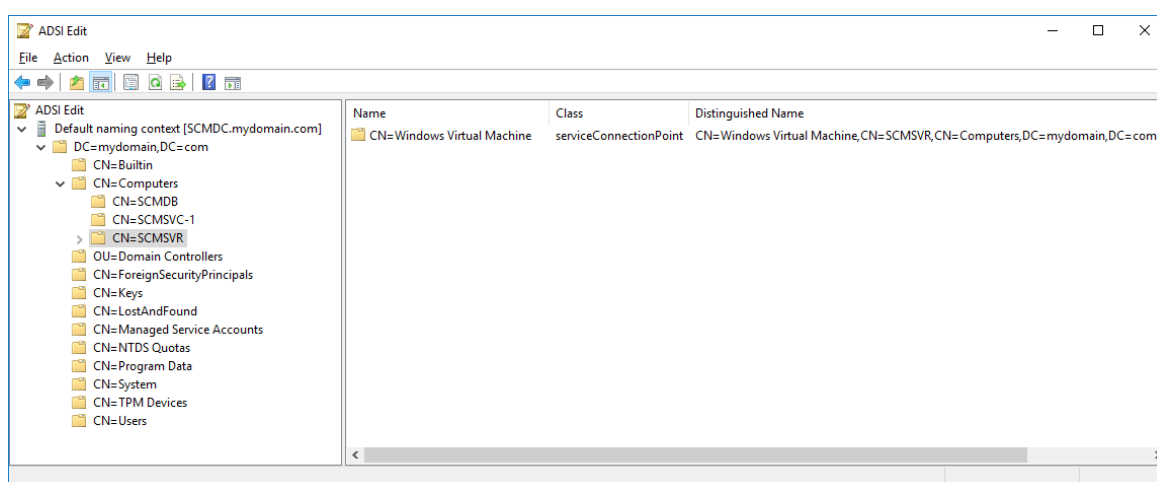 ADSI Edit
File Action View Help
ADSI Edit
Default naming context [SCMDC.mydomain.com]
DC=mydomain,DC=com
CN=Builtin
CN=Computers
CN=SCMDB
CN=SCMSVC-1
CN=SCMSVR
OU=Domain Controllers
CN=ForeignSecurityPrincipals
CN=Keys
CN=LostAndFound
CN=Managed Service Accounts
CN=NTDS Quotas
CN=Program Data
CN=System
CN=TPM Devices
CN=Users
Name Class Distinguished Name
CN=Windows Virtual Machine serviceConnectionPoint CN=Windows Virtual Machine,CN=SCMSVR,CN=Computers,DC=mydomain,DC=com